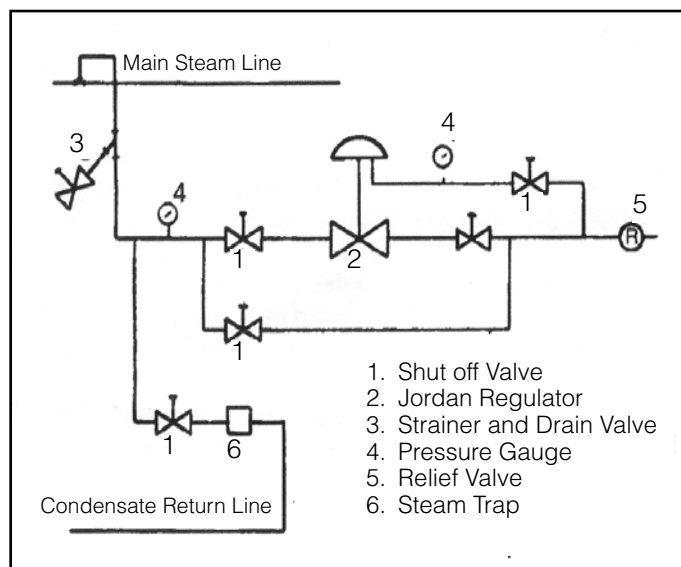 Main Steam Line
3
4
4
1
5
R
1
2
1
1
6
1. Shut off Valve
2. Jordan Regulator
3. Strainer and Drain Valve
4. Pressure Gauge
5. Relief Valve
6. Steam Trap
Condensate Return Line